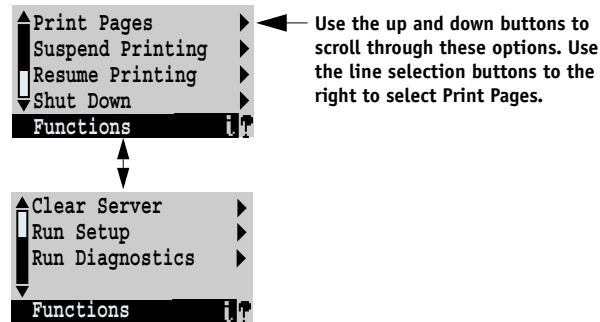 Print Pages
Suspend Printing
Resume Printing
Shut Down
Functions
Use the up and down buttons to
scroll through these options. Use
the line selection buttons to the
right to select Print Pages.
Clear Server
Run Setup
Run Diagnostics
Functions